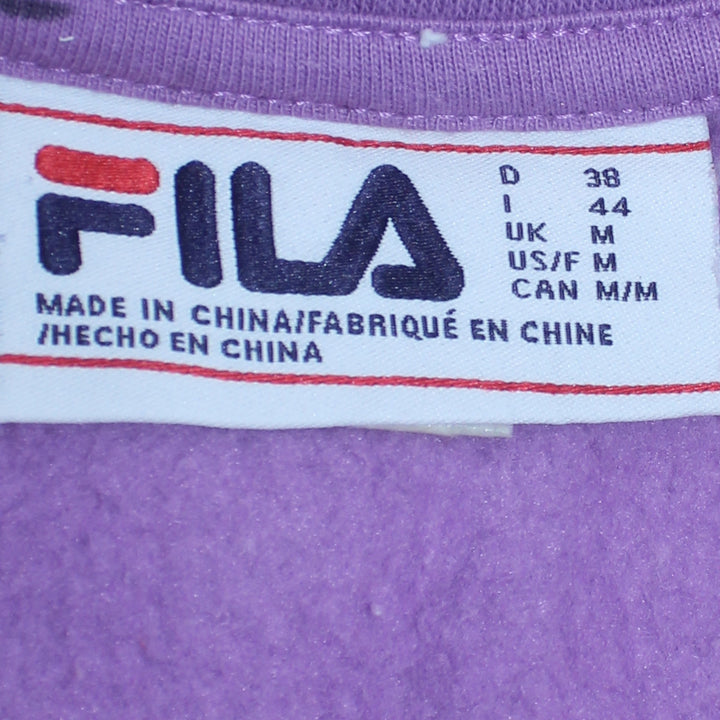 FILA
D 38
I 44
UK M
US/F M
CAN M/M
MADE IN CHINA/FABRIQUÉ EN CHINE
/HECHO EN CHINA